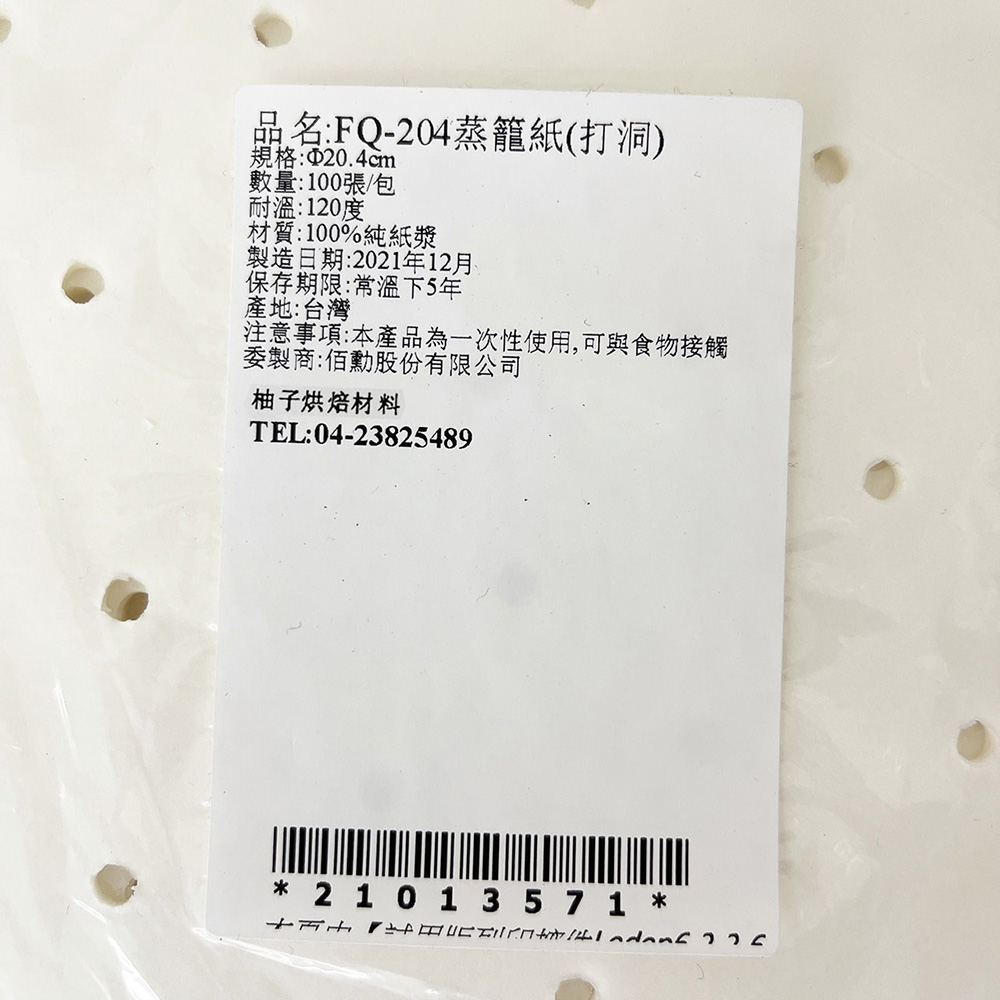 品名:FQ-204蒸籠紙(打洞)
規格:Φ20.4cm
數量:100張/包
耐溫:120度
材質:100%純紙漿
製造日期:2021年12月
保存期限:常溫下5年
產地:台灣
注意事項:本產品為一次性使用,可與食物接觸
委製商:佰勳股份有限公司
柚子烘焙材料
TEL:04-23825489
*21013571*